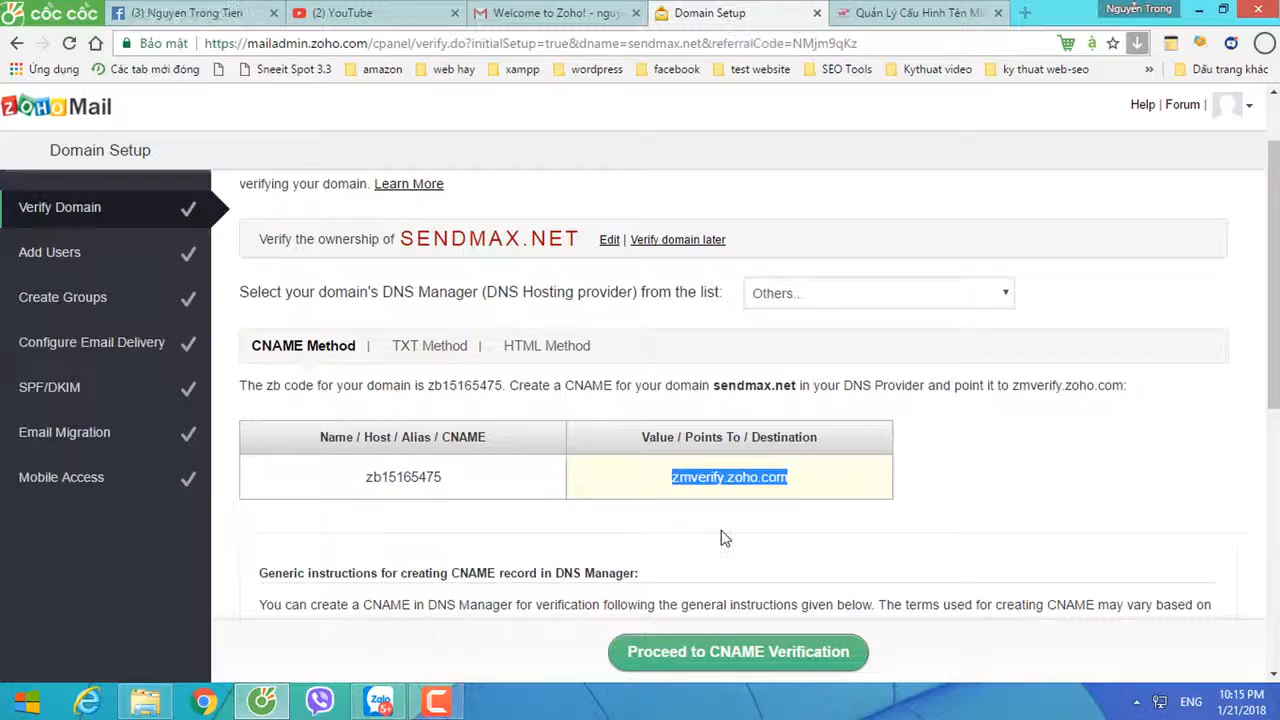 cốc cốc
(3) Nguyen Trong Tien
(2) YouTube
Welcome to Zoho! - nguy
Domain Setup
Quản Lý Cấu Hình Tên Mi
Nguyễn Trong
Bảo mật
https://mailadmin.zoho.com/cpanel/verify.do?initialSetup=true&dname=sendmax.net&referralCode=NMjm9qKz
Ứng dụng
Các tab mới đóng
Sneeit Spot 3.3
amazon
web hay
xampp
wordpress
facebook
test website
SEO Tools
Kythuat video
ky thuat web-seo
»
Dấu trang khác
ZOHO Mail
Help | Forum |
Domain Setup
verifying your domain. Learn More
Verify Domain
Add Users
Create Groups
Configure Email Delivery
SPF/DKIM
Email Migration
Mobile Access
Verify the ownership of SENDMAX.NET Edit | Verify domain later
Select your domain's DNS Manager (DNS Hosting provider) from the list: Others...
CNAME Method | TXT Method | HTML Method
The zb code for your domain is zb15165475. Create a CNAME for your domain sendmax.net in your DNS Provider and point it to zmverify.zoho.com:
Name / Host / Alias / CNAME
Value / Points To / Destination
zb15165475
zmverify.zoho.com
Generic instructions for creating CNAME record in DNS Manager:
You can create a CNAME in DNS Manager for verification following the general instructions given below. The terms used for creating CNAME may vary based on
Proceed to CNAME Verification
Zalo
5+
ENG
10:15 PM
1/21/2018